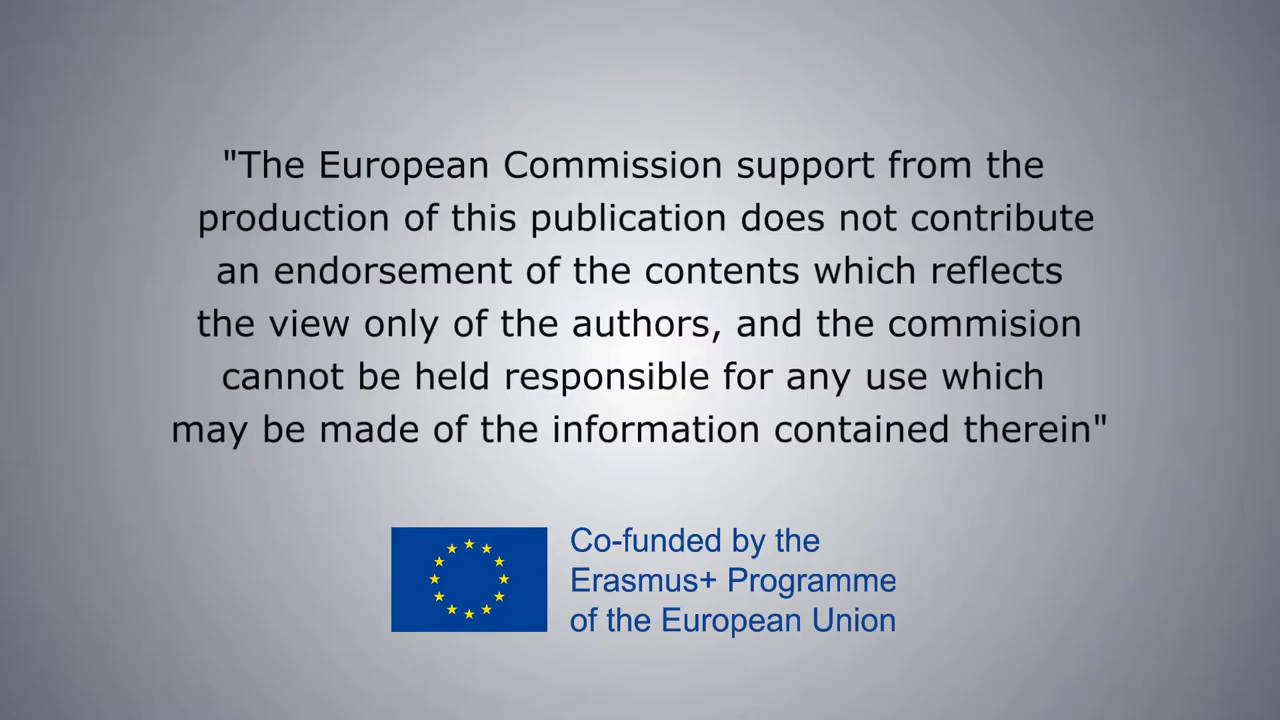 "The European Commission support from the
production of this publication does not contribute
an endorsement of the contents which reflects
the view only of the authors, and the commision
cannot be held responsible for any use which
may be made of the information contained therein"
Co-funded by the
Erasmus+ Programme
of the European Union